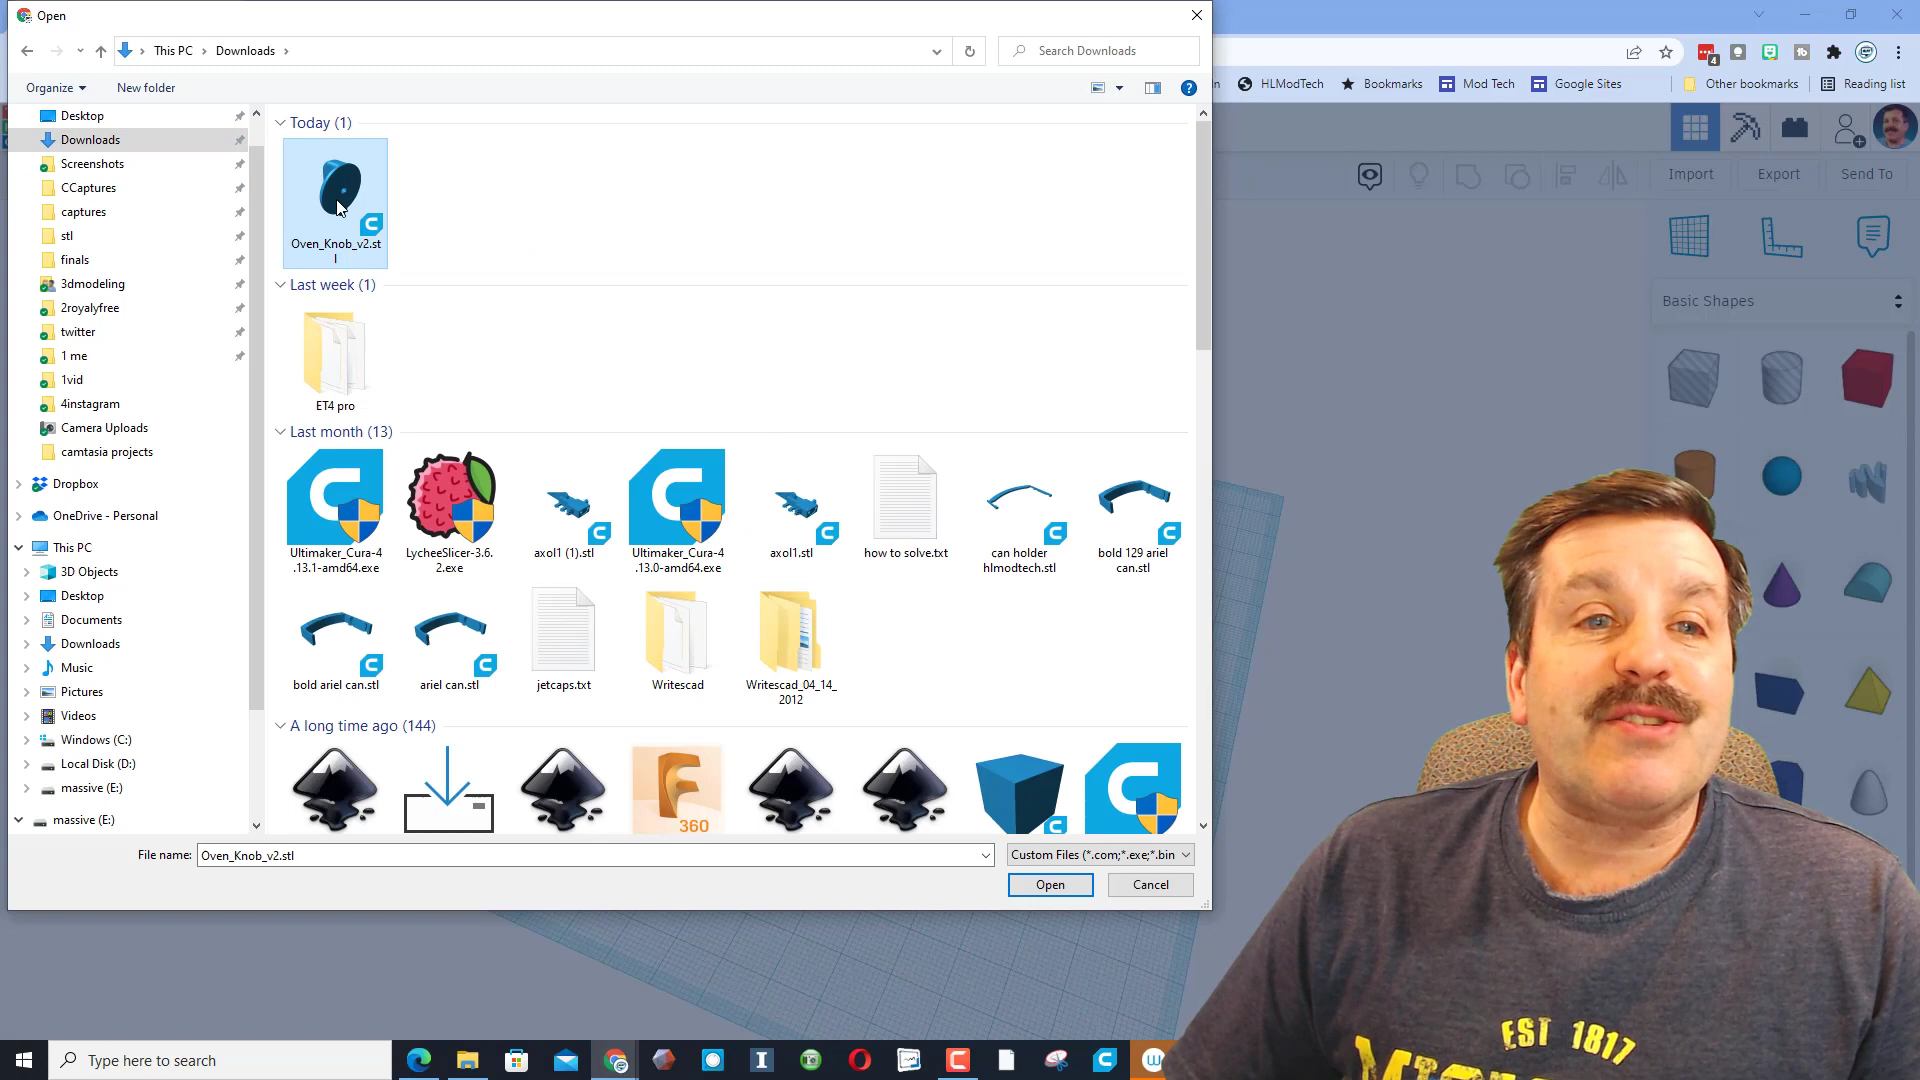 Open
This PC
Downloads
Search Downloads
Organize
New folder
4
HLModTech
Bookmarks
Mod Tech
Google Sites
Other bookmarks
Reading list
Import
Export
Send To
Basic Shapes
Desktop
Downloads
Screenshots
CCaptures
captures
stl
finals
3dmodeling
2royalyfree
twitter
1 me
1vid
4instagram
Camera Uploads
camtasia projects
Dropbox
OneDrive - Personal
This PC
3D Objects
Desktop
Documents
Downloads
Music
Pictures
Videos
Windows (C:)
Local Disk (D:)
massive (E:)
massive (E:)
Today (1)
Oven_Knob_v2.st
l
Last week (1)
ET4 pro
Last month (13)
Ultimaker_Cura-4
.13.1-amd64.exe
LycheeSlicer-3.6.
2.exe
axol1 (1).stl
Ultimaker_Cura-4
.13.0-amd64.exe
axol1.stl
how to solve.txt
can holder
hlmodtech.stl
bold 129 ariel
can.stl
bold ariel can.stl
ariel can.stl
jetcaps.txt
Writescad
Writescad_04_14_
2012
A long time ago (144)
360
File name:
Oven_Knob_v2.stl
Custom Files (*.com;*.exe;*.bin
Open
Cancel
EST 1817
Type here to search